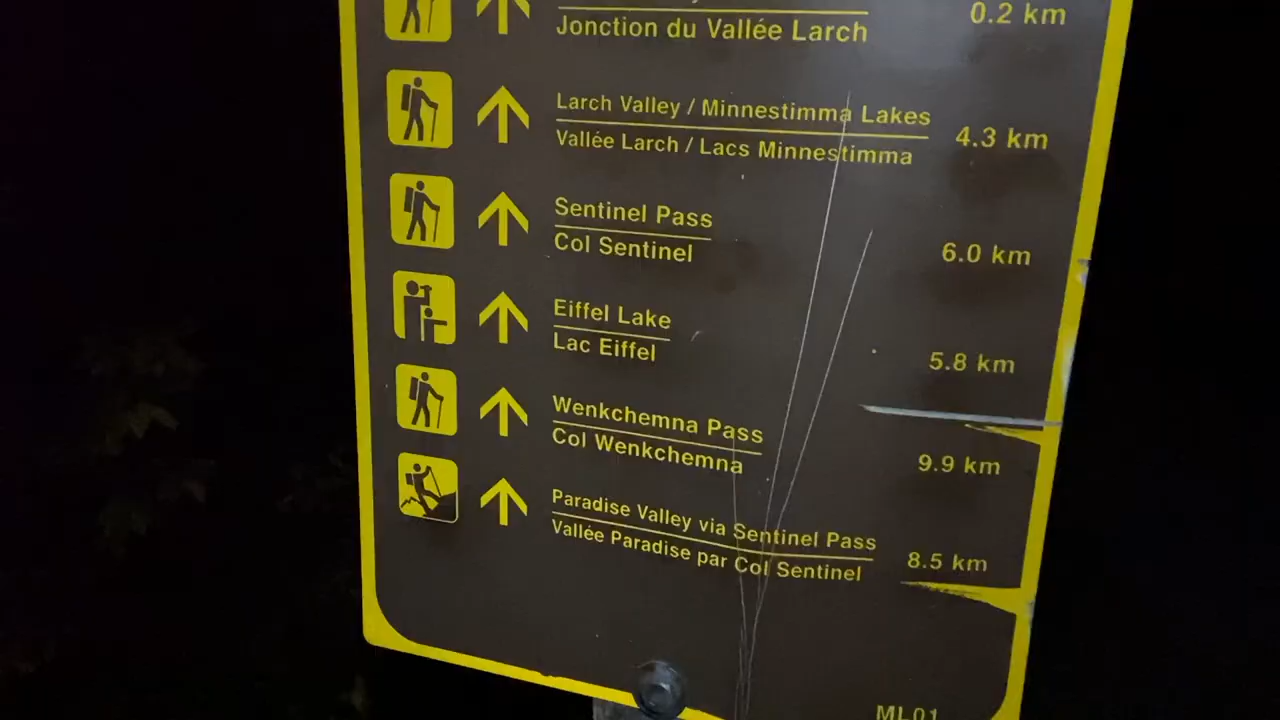 Jonction du Vallée Larch
0.2 km
Larch Valley / Minnestimma Lakes
Vallée Larch / Lacs Minnestimma
4.3 km
Sentinel Pass
Col Sentinel
6.0 km
Eiffel Lake
Lac Eiffel
5.8 km
Wenkchemna Pass
Col Wenkchemna
9.9 km
Paradise Valley via Sentinel Pass
Vallée Paradise par Col Sentinel
8.5 km
ML01